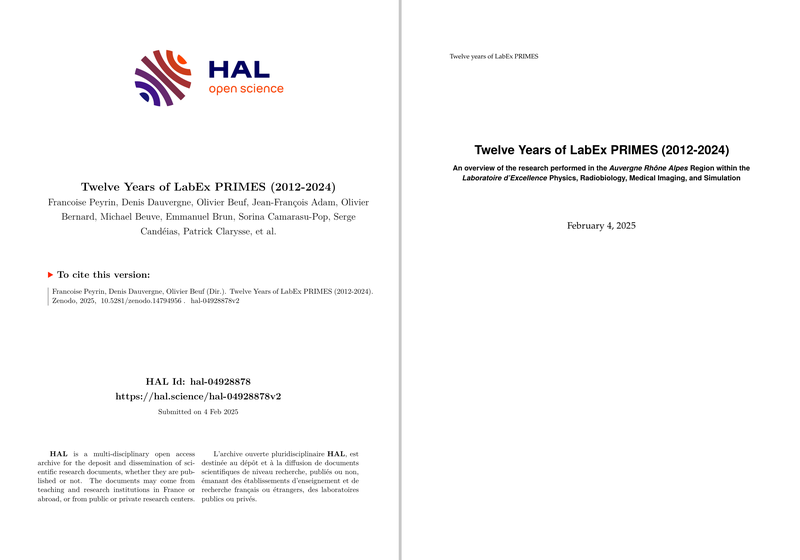 HAL
open science
Twelve Years of LabEx PRIMES (2012-2024)
Francoise Peyrin, Denis Dauvergne, Olivier Beuf, Jean-François Adam, Olivier
Bernard, Michael Beuve, Emmanuel Brun, Sorina Camarasu-Pop, Serge
Candéias, Patrick Clarysse, et al.
▶ To cite this version:
Francoise Peyrin, Denis Dauvergne, Olivier Beuf (Dir.). Twelve Years of LabEx PRIMES (2012-2024).
Zenodo, 2025, 10.5281/zenodo.14794956 . hal-04928878v2
HAL Id: hal-04928878
https://hal.science/hal-04928878v2
Submitted on 4 Feb 2025
HAL is a multi-disciplinary open access
archive for the deposit and dissemination of sci-
entific research documents, whether they are pub-
lished or not. The documents may come from
teaching and research institutions in France or
abroad, or from public or private research centers.
L'archive ouverte pluridisciplinaire HAL, est
destinée au dépôt et à la diffusion de documents
scientifiques de niveau recherche, publiés ou non,
émanant des établissements d'enseignement et de
recherche français ou étrangers, des laboratoires
publics ou privés.
Twelve years of LabEx PRIMES
Twelve Years of LabEx PRIMES (2012-2024)
An overview of the research performed in the Auvergne Rhône Alpes Region within the
Laboratoire d'Excellence Physics, Radiobiology, Medical Imaging, and Simulation
February 4, 2025